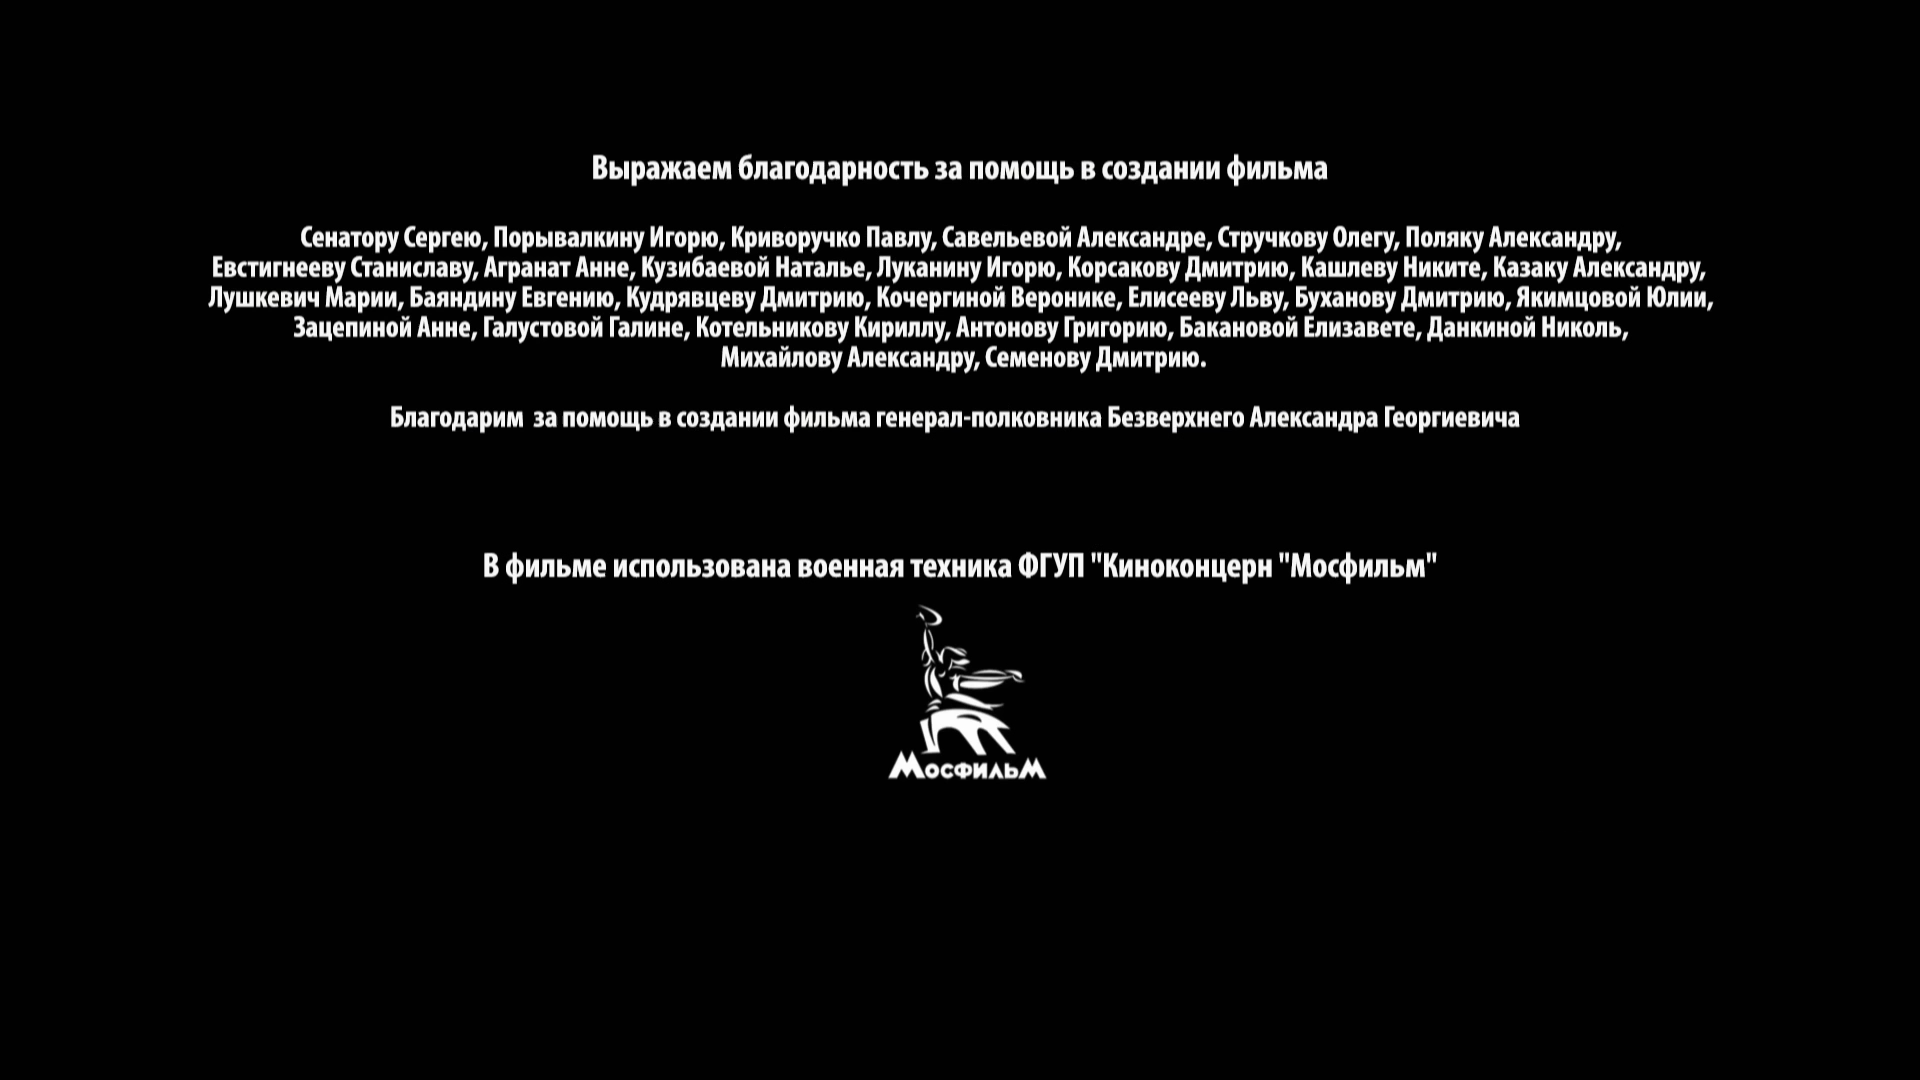 Выражаем благодарность за помощь в создании фильма
Сенатору Сергею, Порывалкину Игорю, Криворучко Павлу, Савельевой Александре, Стручкову Олегу, Поляку Александру,
Евстигнееву Станиславу, Агранат Анне, Кузибаевой Наталье, Луканину Игорю, Корсакову Дмитрию, Кашлеву Никите, Казаку Александру,
Лушкевич Марии, Баяндину Евгению, Кудрявцеву Дмитрию, Кочергиной Веронике, Елисееву Льву, Буханову Дмитрию, Якимцовой Юлии,
Зацепиной Анне, Галустовой Галине, Котельникову Кириллу, Антонову Григорию, Бакановой Елизавете, Данкиной Николь,
Михайлову Александру, Семенову Дмитрию.
Благодарим за помощь в создании фильма генерал-полковника Безверхнего Александра Георгиевича
В фильме использована военная техника ФГУП "Киноконцерн "Мосфильм"
Мосфильм